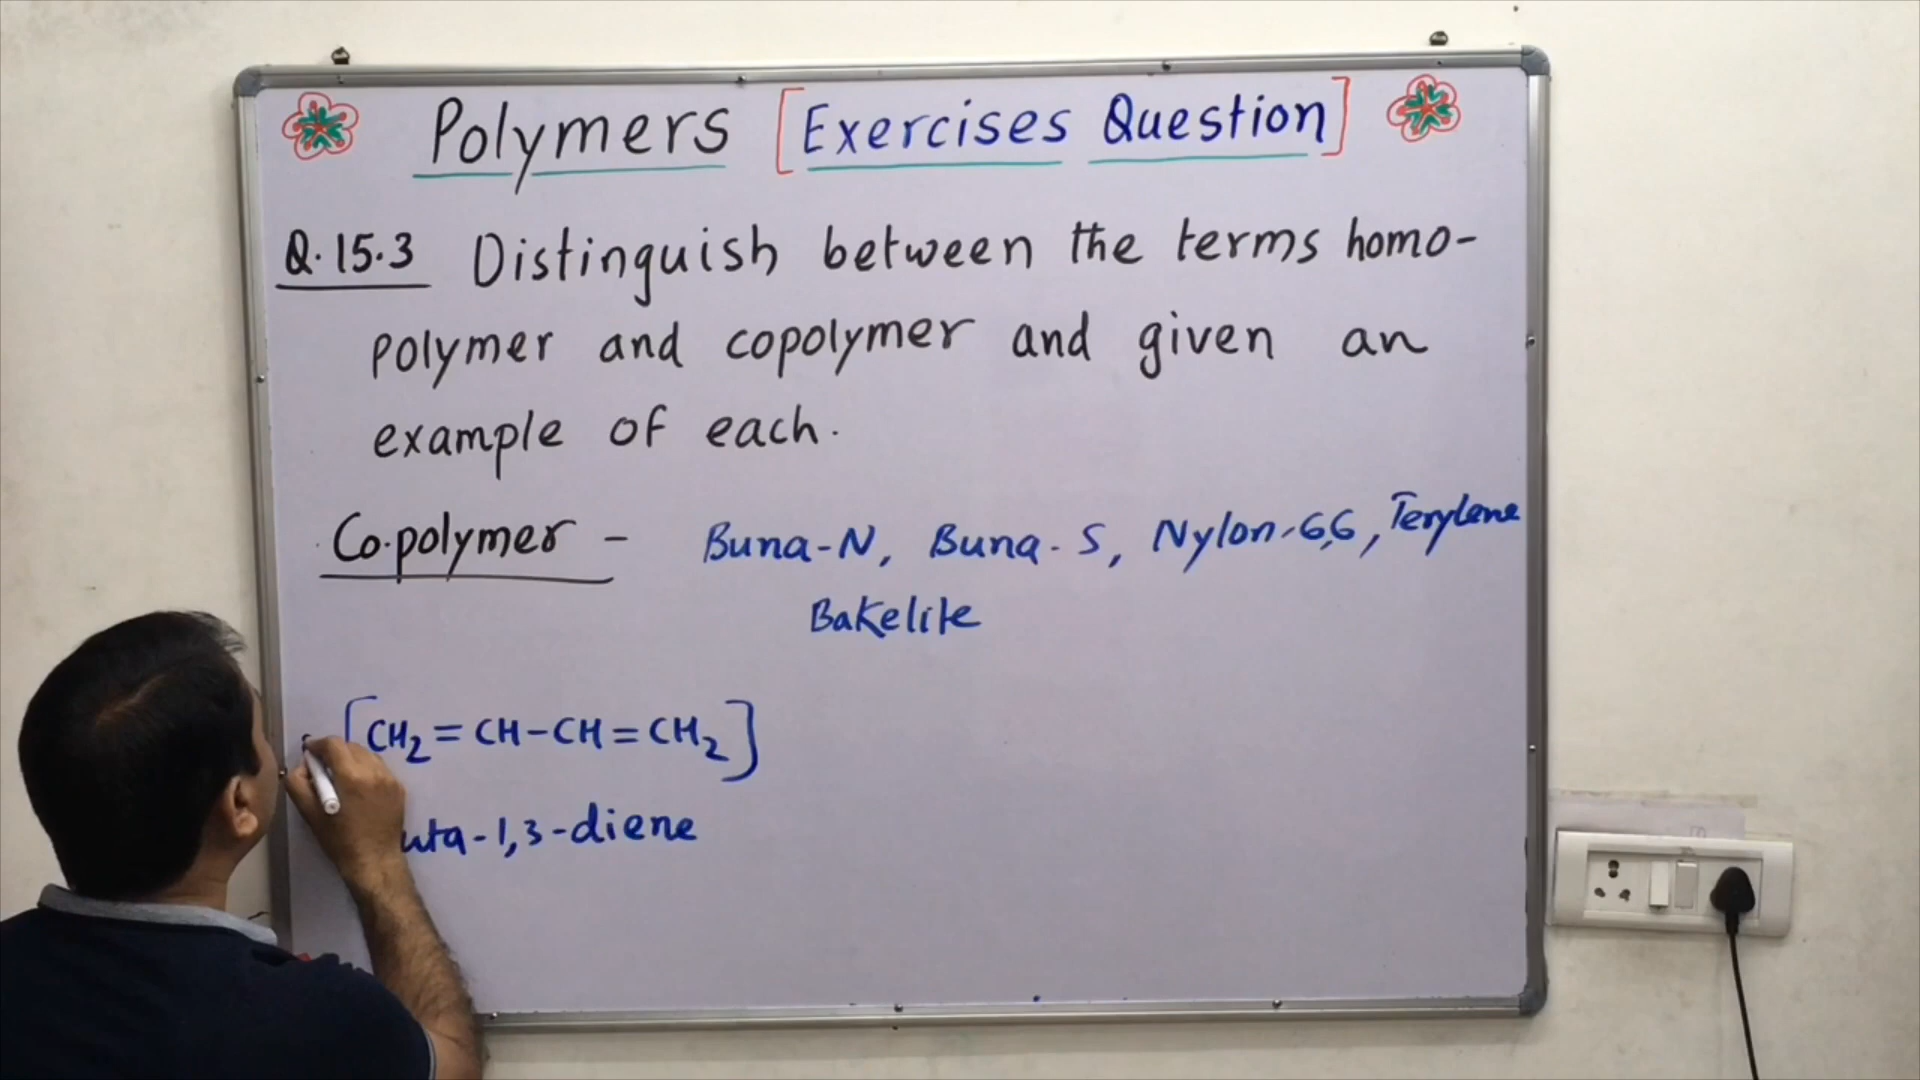 Polymers [Exercises Question]
Q.15.3 Distinguish between the terms homo-
polymer and copolymer and given an
example of each.
Co.polymer - Buna-N, Buna-S, Nylon-6,6, Terylene
Bakelite
[CH₂=CH-CH=CH₂]
uta-1,3-diene